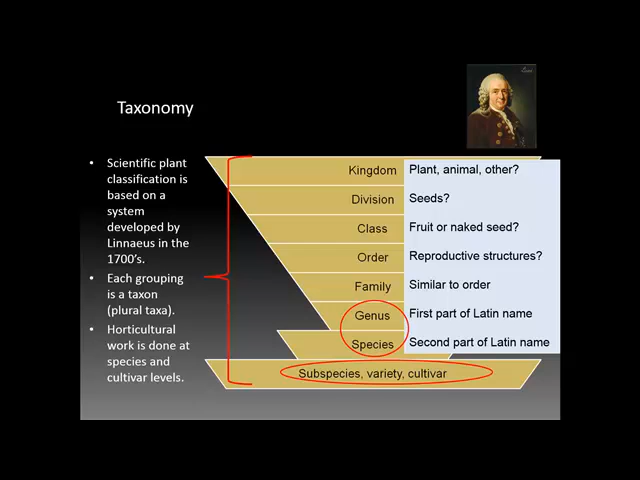 Taxonomy
• Scientific plant
classification is
based on a
system
developed by
Linnaeus in the
1700's.
• Each grouping
is a taxon
(plural taxa).
• Horticultural
work is done at
species and
cultivar levels.
Kingdom Plant, animal, other?
Division Seeds?
Class Fruit or naked seed?
Order Reproductive structures?
Family Similar to order
Genus First part of Latin name
Species Second part of Latin name
Subspecies, variety, cultivar